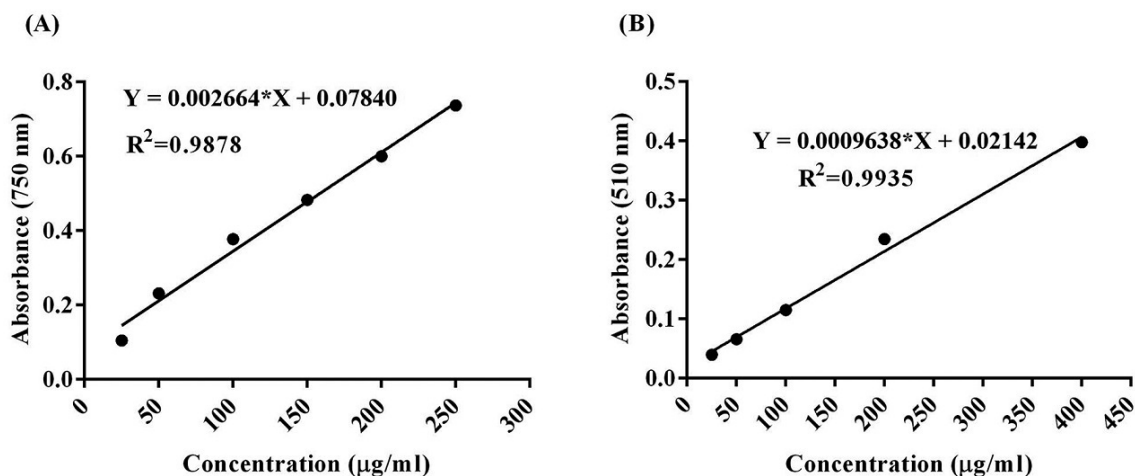 (A)
Y = 0.002664*X + 0.07840
R²=0.9878
Absorbance (750 nm)
0.8
0.6
0.4
0.2
0.0
0
50
100
150
200
250
300
Concentration (μg/ml)
(B)
Y = 0.0009638*X + 0.02142
R²=0.9935
Absorbance (510 nm)
0.5
0.4
0.3
0.2
0.1
0.0
0
50
100
150
200
250
300
350
400
450
Concentration (μg/ml)